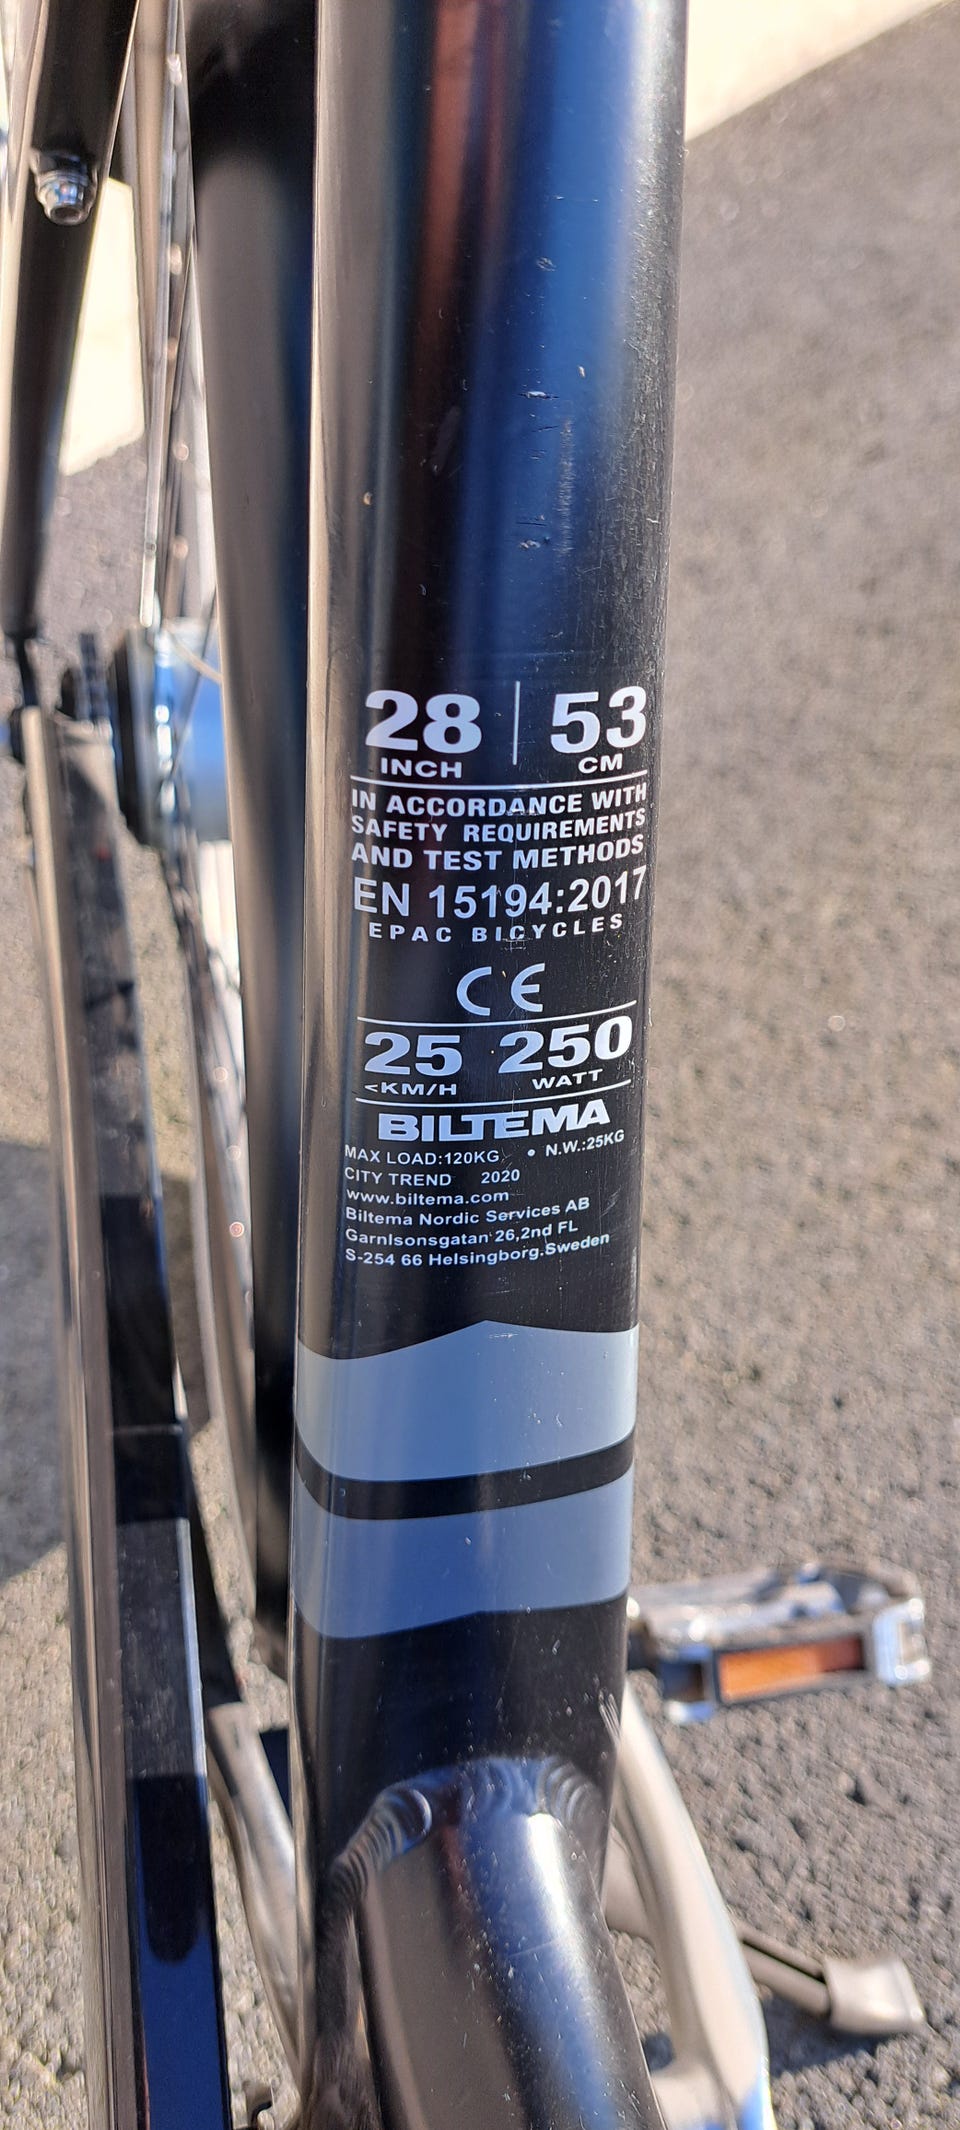 28 | 53
INCH CM
IN ACCORDANCE WITH
SAFETY REQUIREMENTS
AND TEST METHODS
EN 15194:2017
EPAC BICYCLES
CE
25 250
<KM/H WATT
BILTEMA
MAX LOAD:120KG • N.W.:25KG
CITY TREND 2020
www.biltema.com
Biltema Nordic Services AB
Garnlsonsgatan 26,2nd FL
S-254 66 Helsingborg.Sweden